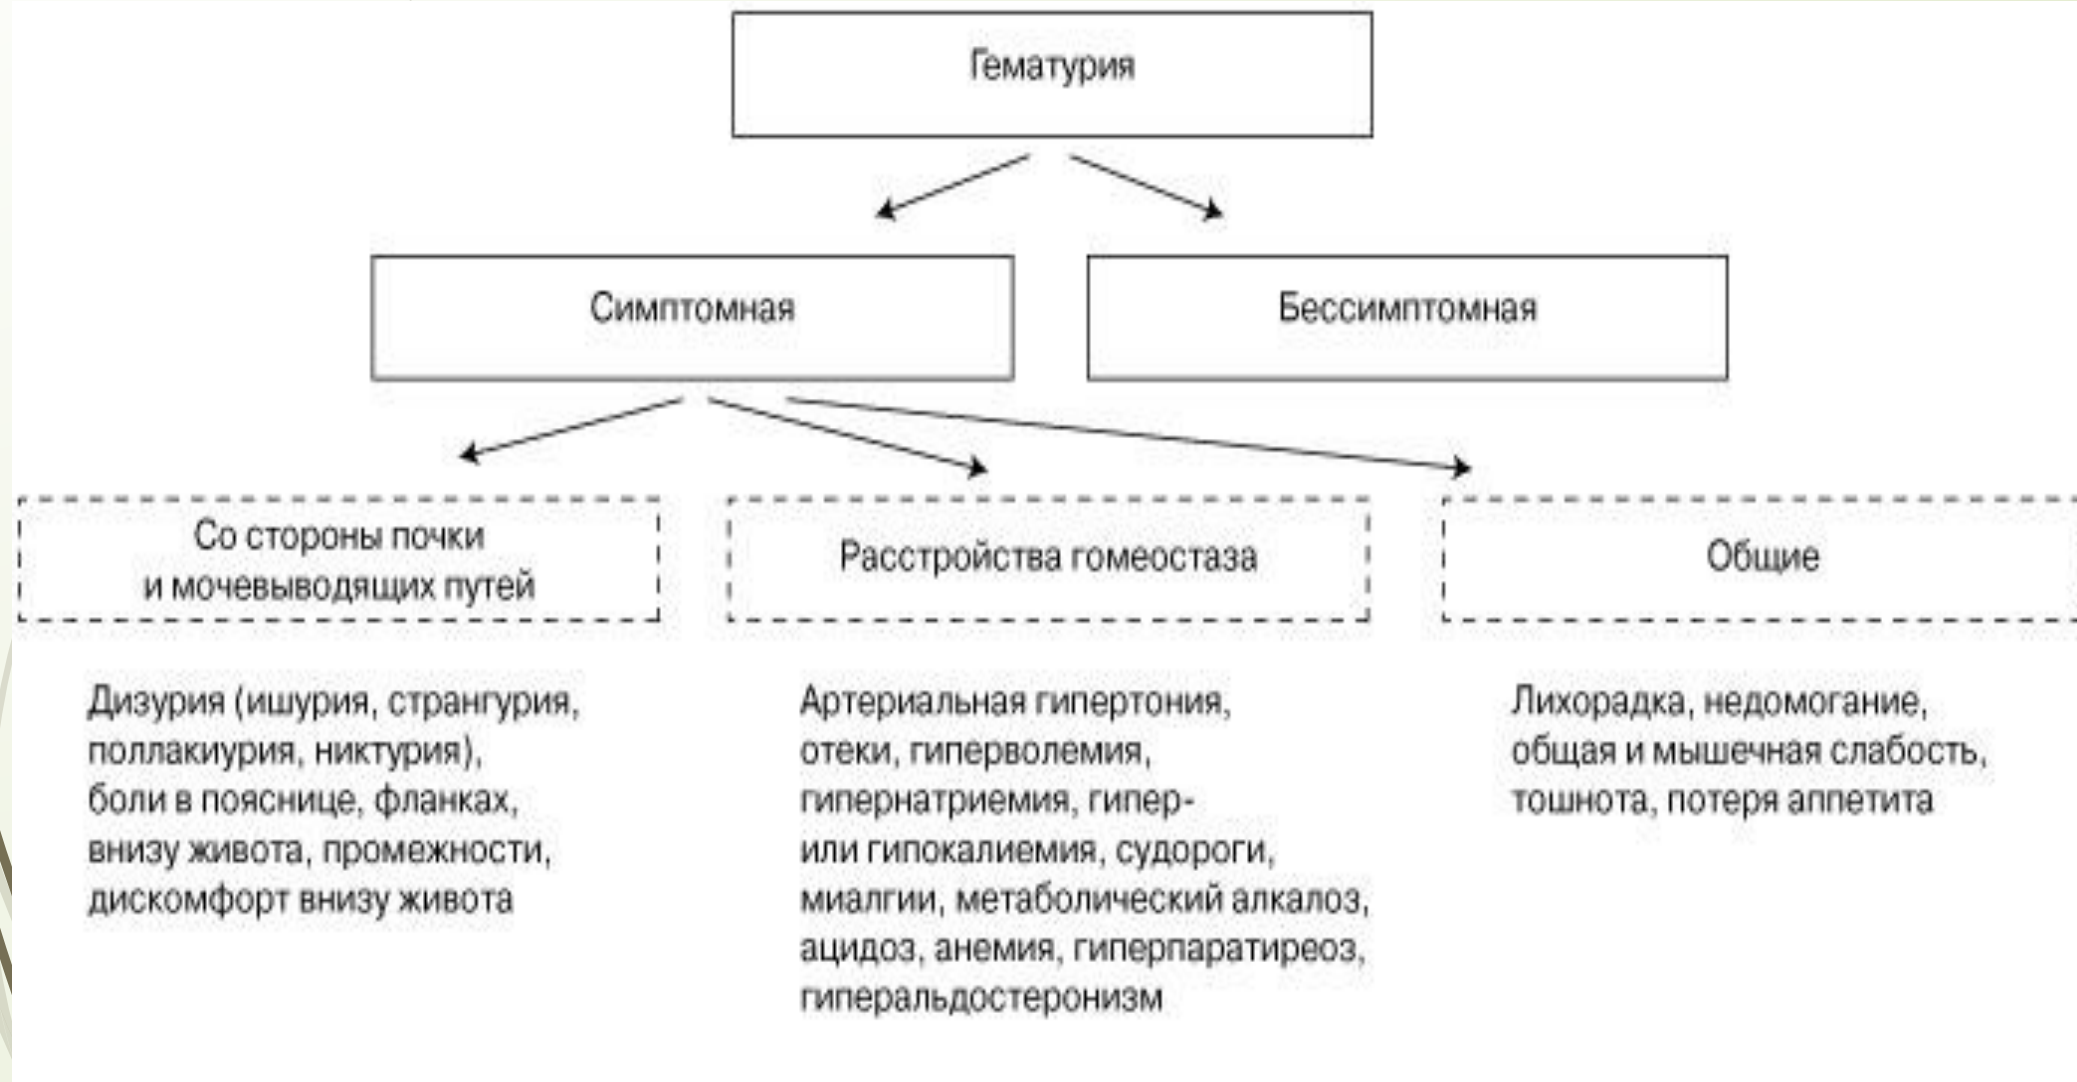 Гематурия
Симптомная
Бессимптомная
Со стороны почки
и мочевыводящих путей
Расстройства гомеостаза
Общие
Дизурия (ишурия, странгурия,
поллакиурия, никтурия),
боли в пояснице, фланках,
внизу живота, промежности,
дискомфорт внизу живота
Артериальная гипертония,
отеки, гиперволемия,
гипернатриемия, гипер-
или гипокалиемия, судороги,
миалгии, метаболический алкалоз,
ацидоз, анемия, гиперпаратиреоз,
гиперальдостеронизм
Лихорадка, недомогание,
общая и мышечная слабость,
тошнота, потеря аппетита